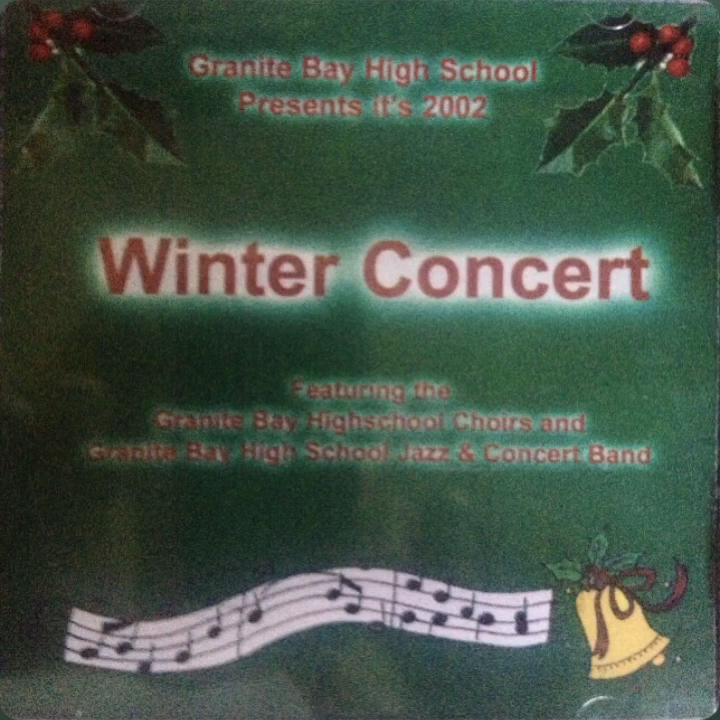 Granite Bay High School
Presents it's 2002
Winter Concert
Featuring the
Granite Bay Highschool Choirs and
Granite Bay High School Jazz & Concert Band